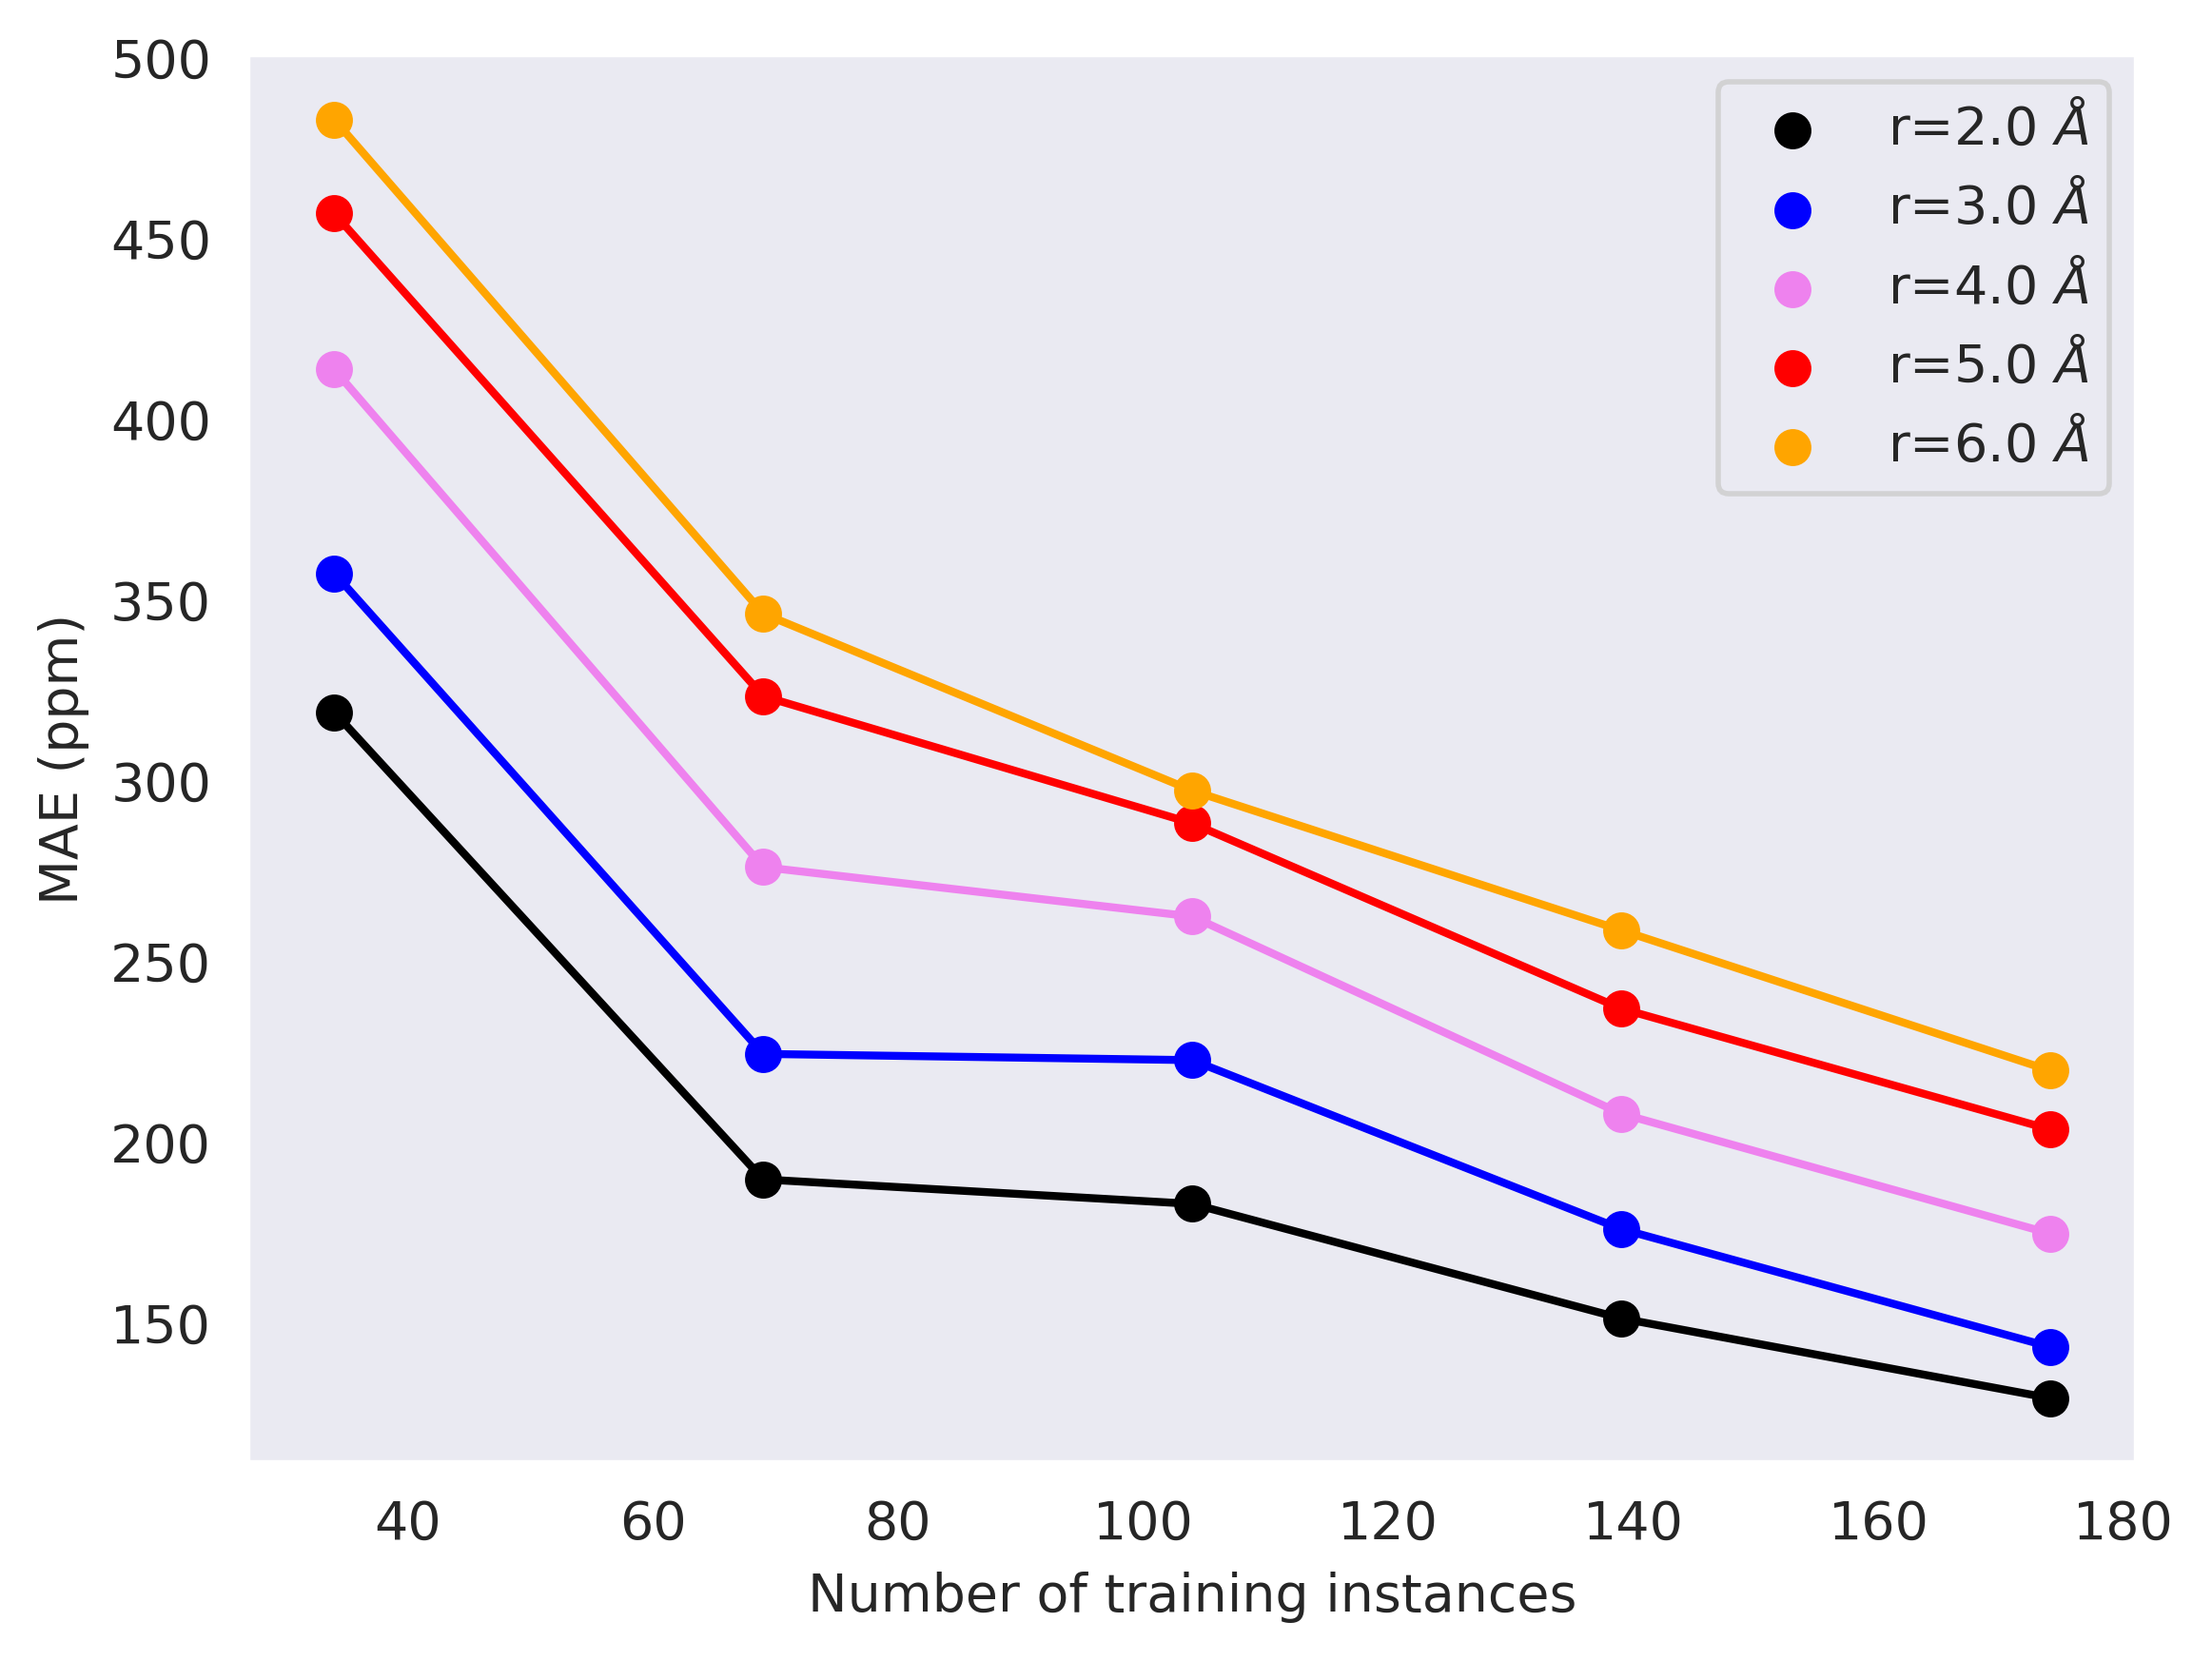 500
450
400
350
300
250
200
150
MAE (ppm)
r=2.0 Å
r=3.0 Å
r=4.0 Å
r=5.0 Å
r=6.0 Å
40 60 80 100 120 140 160 180
Number of training instances